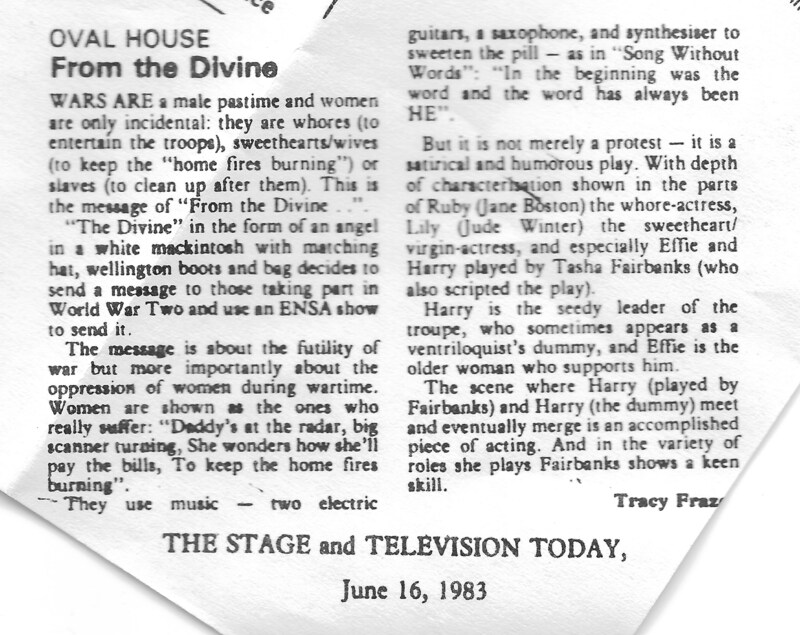 OVAL HOUSE
From the Divine
WARS ARE a male pastime and women
are only incidental: they are whores (to
entertain the troops), sweethearts/wives
(to keep the "home fires burning") or
slaves (to clean up after them). This is
the message of "From the Divine . .".
"The Divine" in the form of an angel
in a white mackintosh with matching
hat, wellington boots and bag decides to
send a message to those taking part in
World War Two and use an ENSA show
to send it.
The message is about the futility of
war but more importantly about the
oppression of women during wartime.
Women are shown as the ones who
really suffer: "Daddy's at the radar, big
scanner turning, She wonders how she'll
pay the bills, To keep the home fires
burning".
They use music — two electric
guitars, a saxophone, and synthesiser to
sweeten the pill — as in "Song Without
Words": "In the beginning was the
word and the word has always been
HE".
But it is not merely a protest — it is a
satirical and humorous play. With depth
of characterisation shown in the parts
of Ruby (Jane Boston) the whore-actress,
Lily (Jude Winter) the sweetheart/
virgin-actress, and especially Effie and
Harry played by Tasha Fairbanks (who
also scripted the play).
Harry is the seedy leader of the
troupe, who sometimes appears as a
ventriloquist's dummy, and Effie is the
older woman who supports him.
The scene where Harry (played by
Fairbanks) and Harry (the dummy) meet
and eventually merge is an accomplished
piece of acting. And in the variety of
roles she plays Fairbanks shows a keen
skill.
Tracy
THE STAGE and TELEVISION TODAY,
June 16, 1983